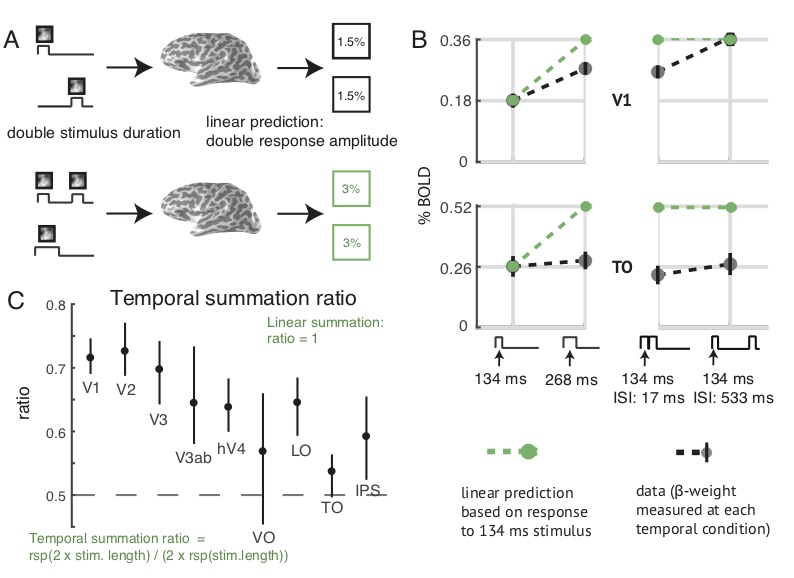 A
1.5%
1.5%
double stimulus duration
linear prediction:
double response amplitude
3%
3%
B
% BOLD
0.36
0.18
0
V1
0.52
0.26
0
TO
134 ms
268 ms
134 ms
ISI: 17 ms
134 ms
ISI: 533 ms
linear prediction
based on response
to 134 ms stimulus
data (β-weight
measured at each
temporal condition)
C
Temporal summation ratio
Linear summation:
ratio = 1
ratio
0.8
0.7
0.6
0.5
V1
V2
V3
V3ab
hV4
VO
LO
TO
IPS
Temporal summation ratio =
rsp(2 x stim. length) / (2 x rsp(stim.length))